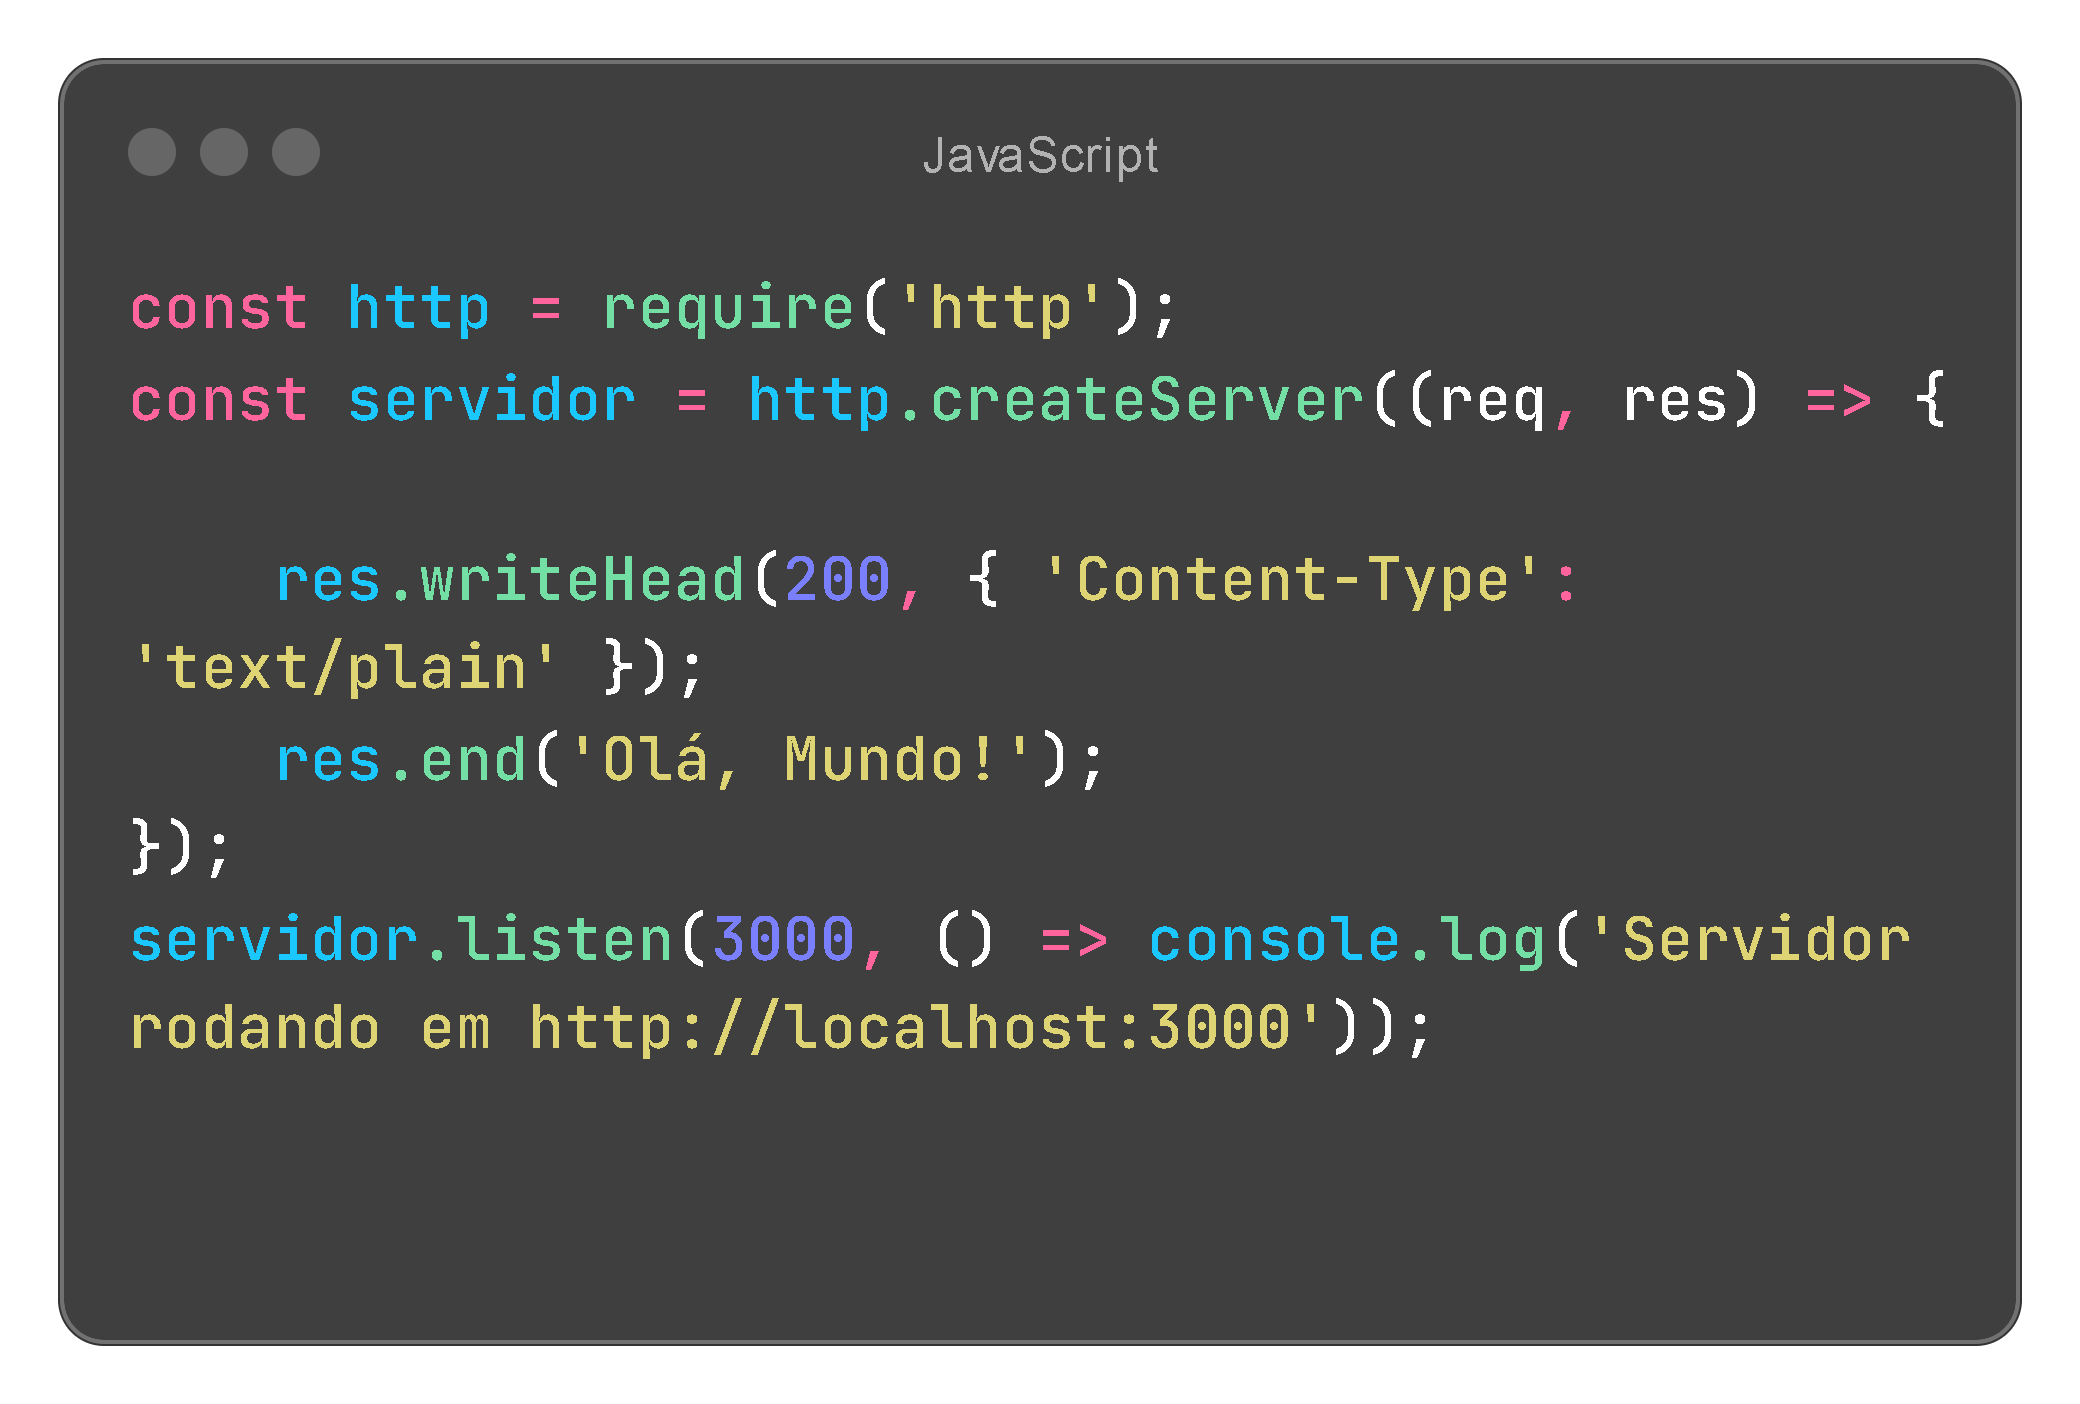 JavaScript
const http = require('http');
const servidor = http.createServer((req, res) => {
    res.writeHead(200, { 'Content-Type':
'text/plain' });
    res.end('Olá, Mundo!');
});
servidor.listen(3000, () => console.log('Servidor
rodando em http://localhost:3000'));